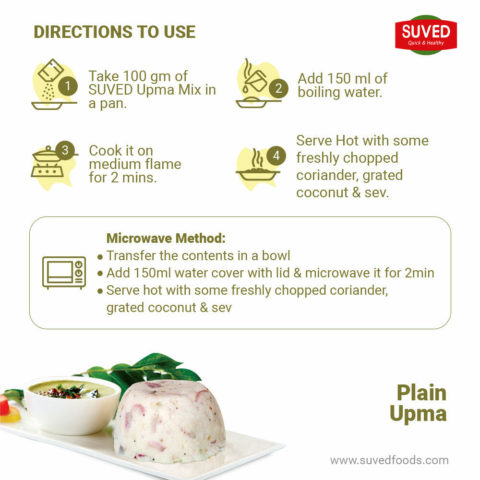 DIRECTIONS TO USE
SUVED
Quick & Healthy
1
Take 100 gm of
SUVED Upma Mix in
a pan.
2
Add 150 ml of
boiling water.
3
Cook it on
medium flame
for 2 mins.
4
Serve Hot with some
freshly chopped
coriander, grated
coconut & sev.
Microwave Method:
• Transfer the contents in a bowl
• Add 150ml water cover with lid & microwave it for 2min
• Serve hot with some freshly chopped coriander,
grated coconut & sev
Plain
Upma
www.suvedfoods.com